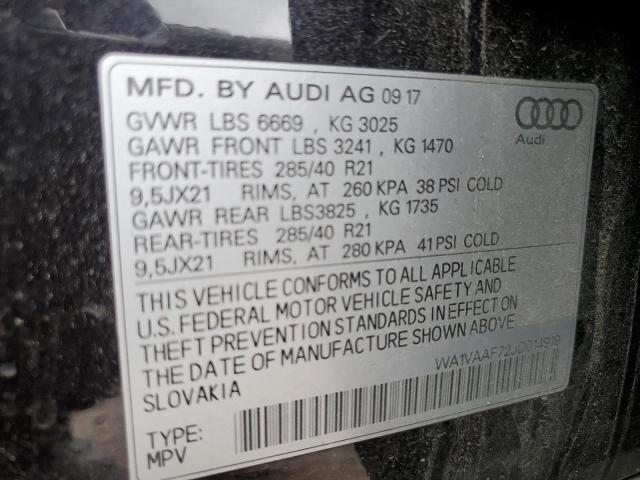 MFD. BY AUDI AG 09 17
GVWR LBS 6669 , KG 3025
GAWR FRONT LBS 3241 , KG 1470
FRONT-TIRES 285/40 R21
9,5JX21 RIMS, AT 260 KPA 38 PSI COLD
GAWR REAR LBS3825 , KG 1735
REAR-TIRES 285/40 R21
9,5JX21 RIMS, AT 280 KPA 41 PSI COLD
Audi
THIS VEHICLE CONFORMS TO ALL APPLICABLE
U.S. FEDERAL MOTOR VEHICLE SAFETY AND
THEFT PREVENTION STANDARDS IN EFFECT ON
THE DATE OF MANUFACTURE SHOWN ABOVE
SLOVAKIA
WA1VAAF72JD014919
TYPE:
MPV